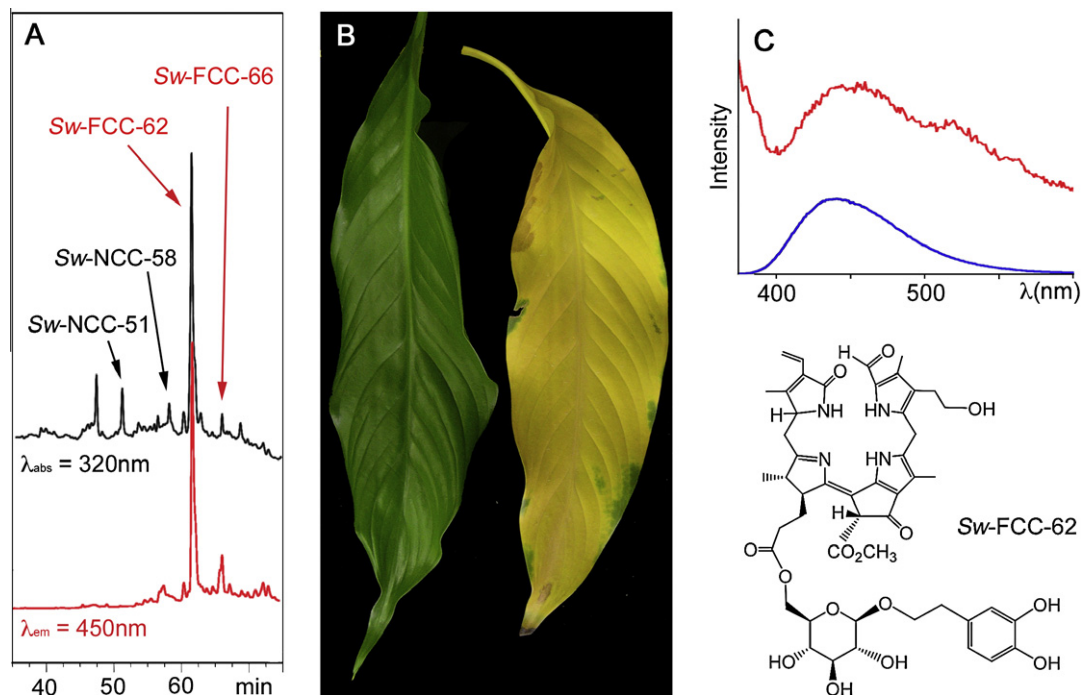 A
Sw-FCC-66
Sw-FCC-62
Sw-NCC-58
Sw-NCC-51
λabs = 320nm
λem = 450nm
40 50 60 min
B
C
Intensity
400 500 λ(nm)
H O
O
NH HN OH
H
N HN
H
O
O CO2CH3
Sw-FCC-62
O
O O
OH
HO OH
OH
OH